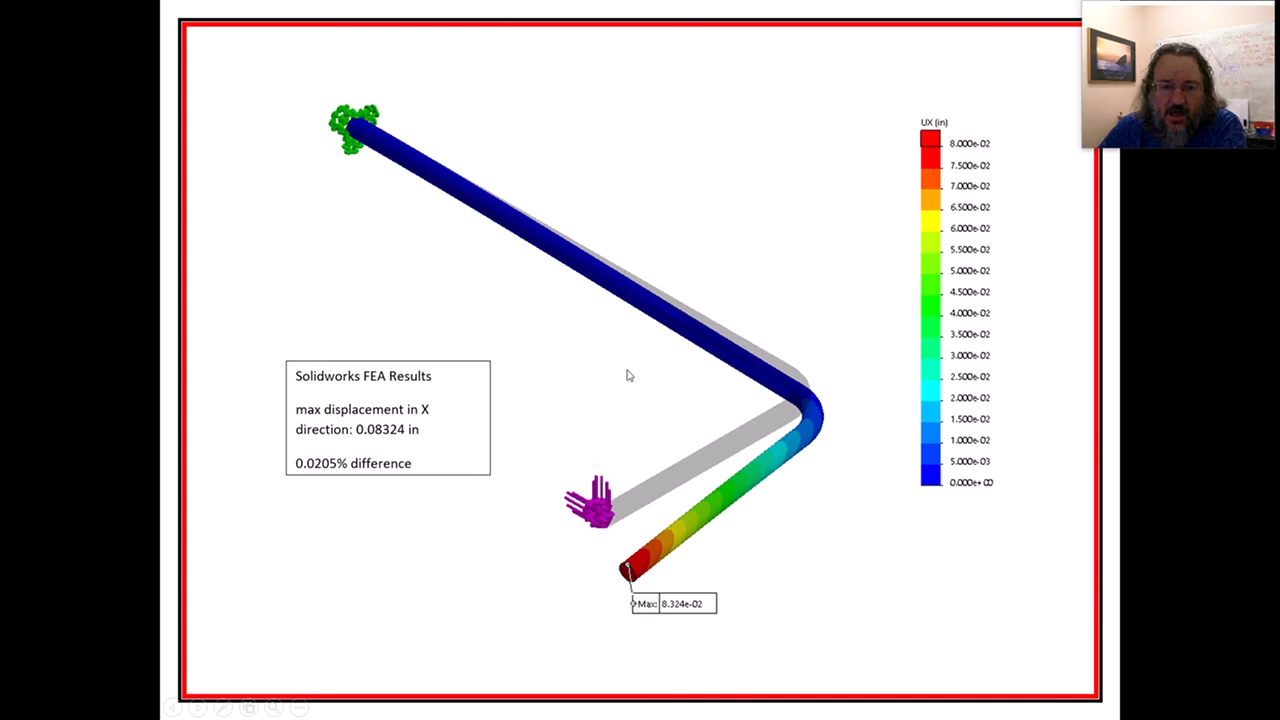 UX (in)
8.000e-02
7.500e-02
7.000e-02
6.500e-02
6.000e-02
5.500e-02
5.000e-02
4.500e-02
4.000e-02
3.500e-02
3.000e-02
2.500e-02
2.000e-02
1.500e-02
1.000e-02
5.000e-03
0.000e+00
Solidworks FEA Results
max displacement in X
direction: 0.08324 in
0.0205% difference
Max: 8.324e-02